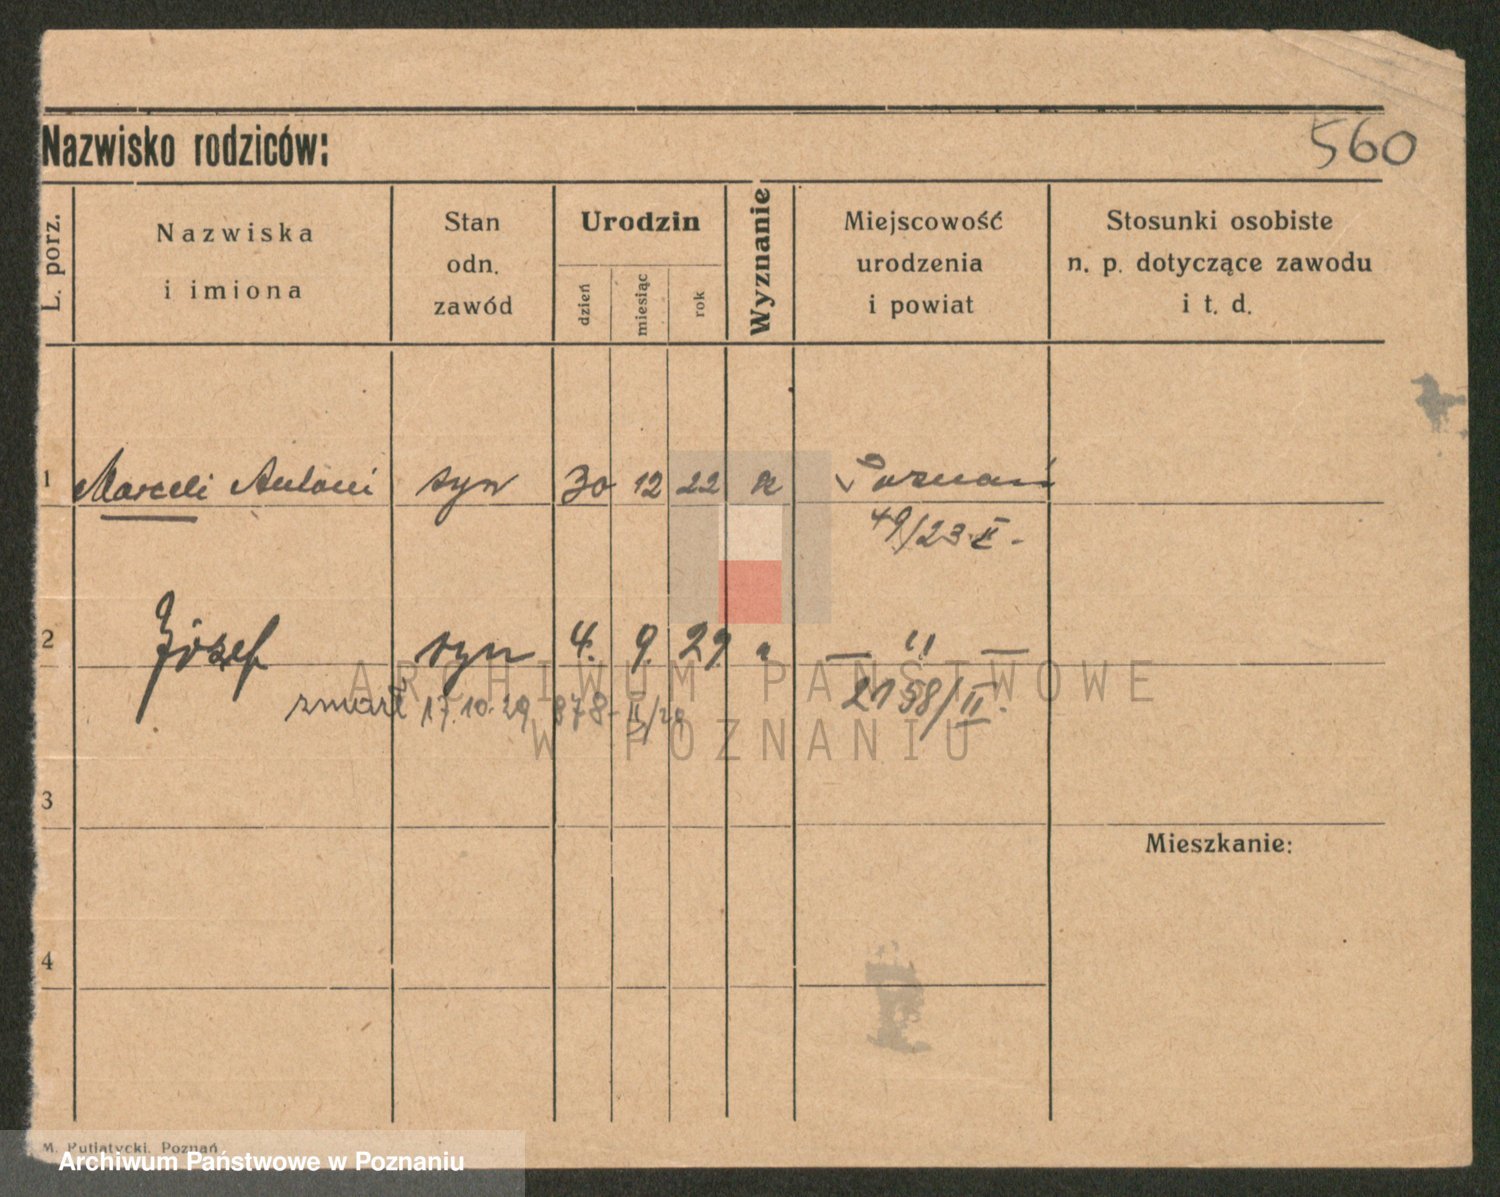 560
Nazwisko rodziców:
L. porz.
Nazwiska
i imiona
Stan
odn.
zawód
Urodzin
dzień
miesiąc
rok
Wyznanie
Miejscowość
urodzenia
i powiat
Stosunki osobiste
n. p. dotyczące zawodu
i t. d.
1 Marceli Antoni syn 30 12 22 Poznań
49/23 II.
2 Józef syn 4. 9. 29 " — " —
zmarł 17.10.29 878 II/29 2158/II.
3
Mieszkanie:
4
ARCHIWUM PAŃSTWOWE
W POZNANIU
M. Putiatycki, Poznań.
Archiwum Państwowe w Poznaniu